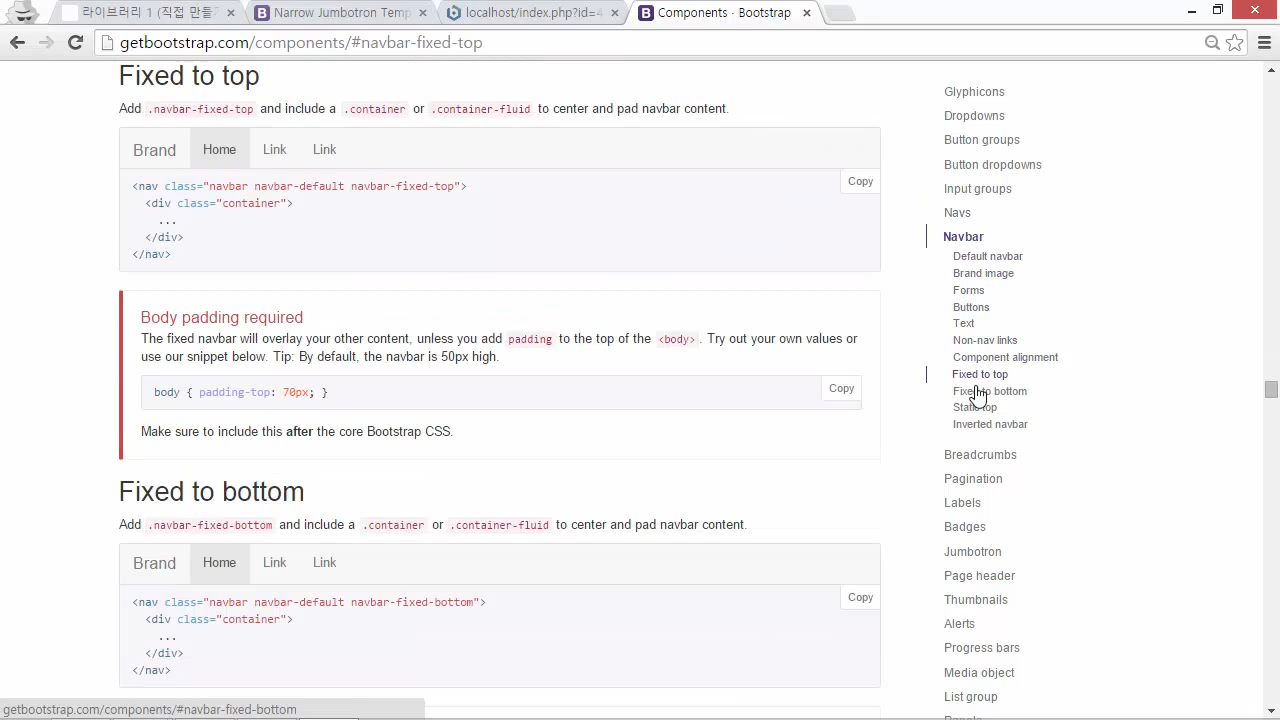 라이브러리 1 (직접 만들기
Narrow Jumbotron Temp
localhost/index.php?id=4
Components · Bootstrap
getbootstrap.com/components/#navbar-fixed-top
Fixed to top
Add .navbar-fixed-top and include a .container or .container-fluid to center and pad navbar content.
Brand Home Link Link
Copy
<nav class="navbar navbar-default navbar-fixed-top">
<div class="container">
...
</div>
</nav>
Body padding required
The fixed navbar will overlay your other content, unless you add padding to the top of the <body>. Try out your own values or
use our snippet below. Tip: By default, the navbar is 50px high.
Copy
body { padding-top: 70px; }
Make sure to include this after the core Bootstrap CSS.
Fixed to bottom
Add .navbar-fixed-bottom and include a .container or .container-fluid to center and pad navbar content.
Brand Home Link Link
Copy
<nav class="navbar navbar-default navbar-fixed-bottom">
<div class="container">
...
</div>
</nav>
Glyphicons
Dropdowns
Button groups
Button dropdowns
Input groups
Navs
Navbar
Default navbar
Brand image
Forms
Buttons
Text
Non-nav links
Component alignment
Fixed to top
Fixed to bottom
Static top
Inverted navbar
Breadcrumbs
Pagination
Labels
Badges
Jumbotron
Page header
Thumbnails
Alerts
Progress bars
Media object
List group
getbootstrap.com/components/#navbar-fixed-bottom